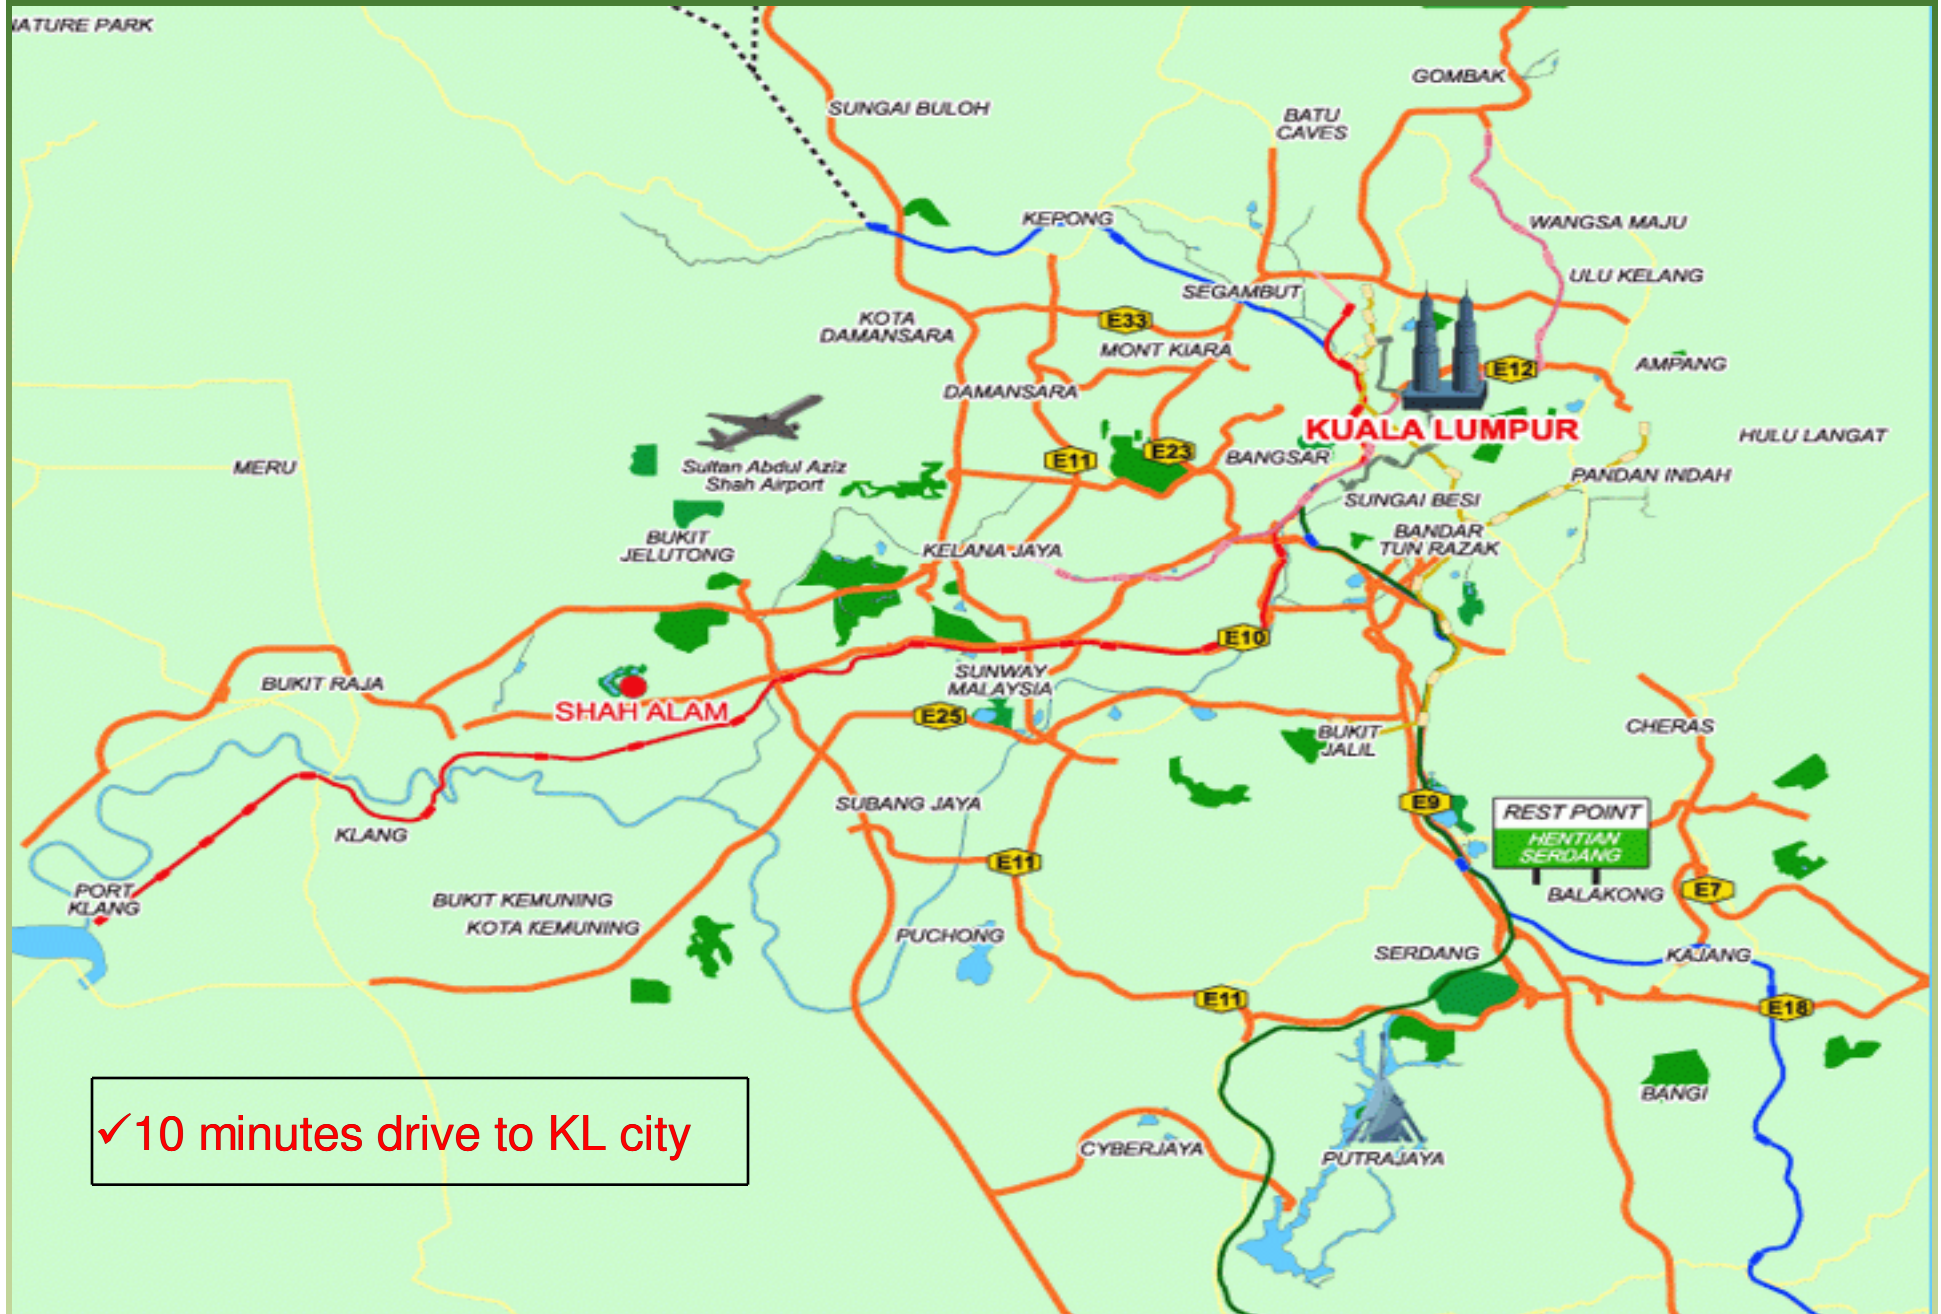 NATURE PARK
GOMBAK
SUNGAI BULOH
BATU
CAVES
KEPONG
WANGSA MAJU
ULU KELANG
SEGAMBUT
KOTA
DAMANSARA
E33
MONT KIARA
E12
AMPANG
DAMANSARA
KUALA LUMPUR
HULU LANGAT
E11
E23
BANGSAR
MERU
Sultan Abdul Aziz
Shah Airport
PANDAN INDAH
SUNGAI BESI
BUKIT
JELUTONG
BANDAR
TUN RAZAK
KELANA JAYA
E10
SUNWAY
MALAYSIA
BUKIT RAJA
SHAH ALAM
E25
BUKIT
JALIL
CHERAS
SUBANG JAYA
E9
REST POINT
HENTIAN
SERDANG
KLANG
E11
PORT
KLANG
BUKIT KEMUNING
KOTA KEMUNING
BALAKONG
E7
PUCHONG
SERDANG
KAJANG
E11
E18
BANGI
✓10 minutes drive to KL city
CYBERJAYA
PUTRAJAYA